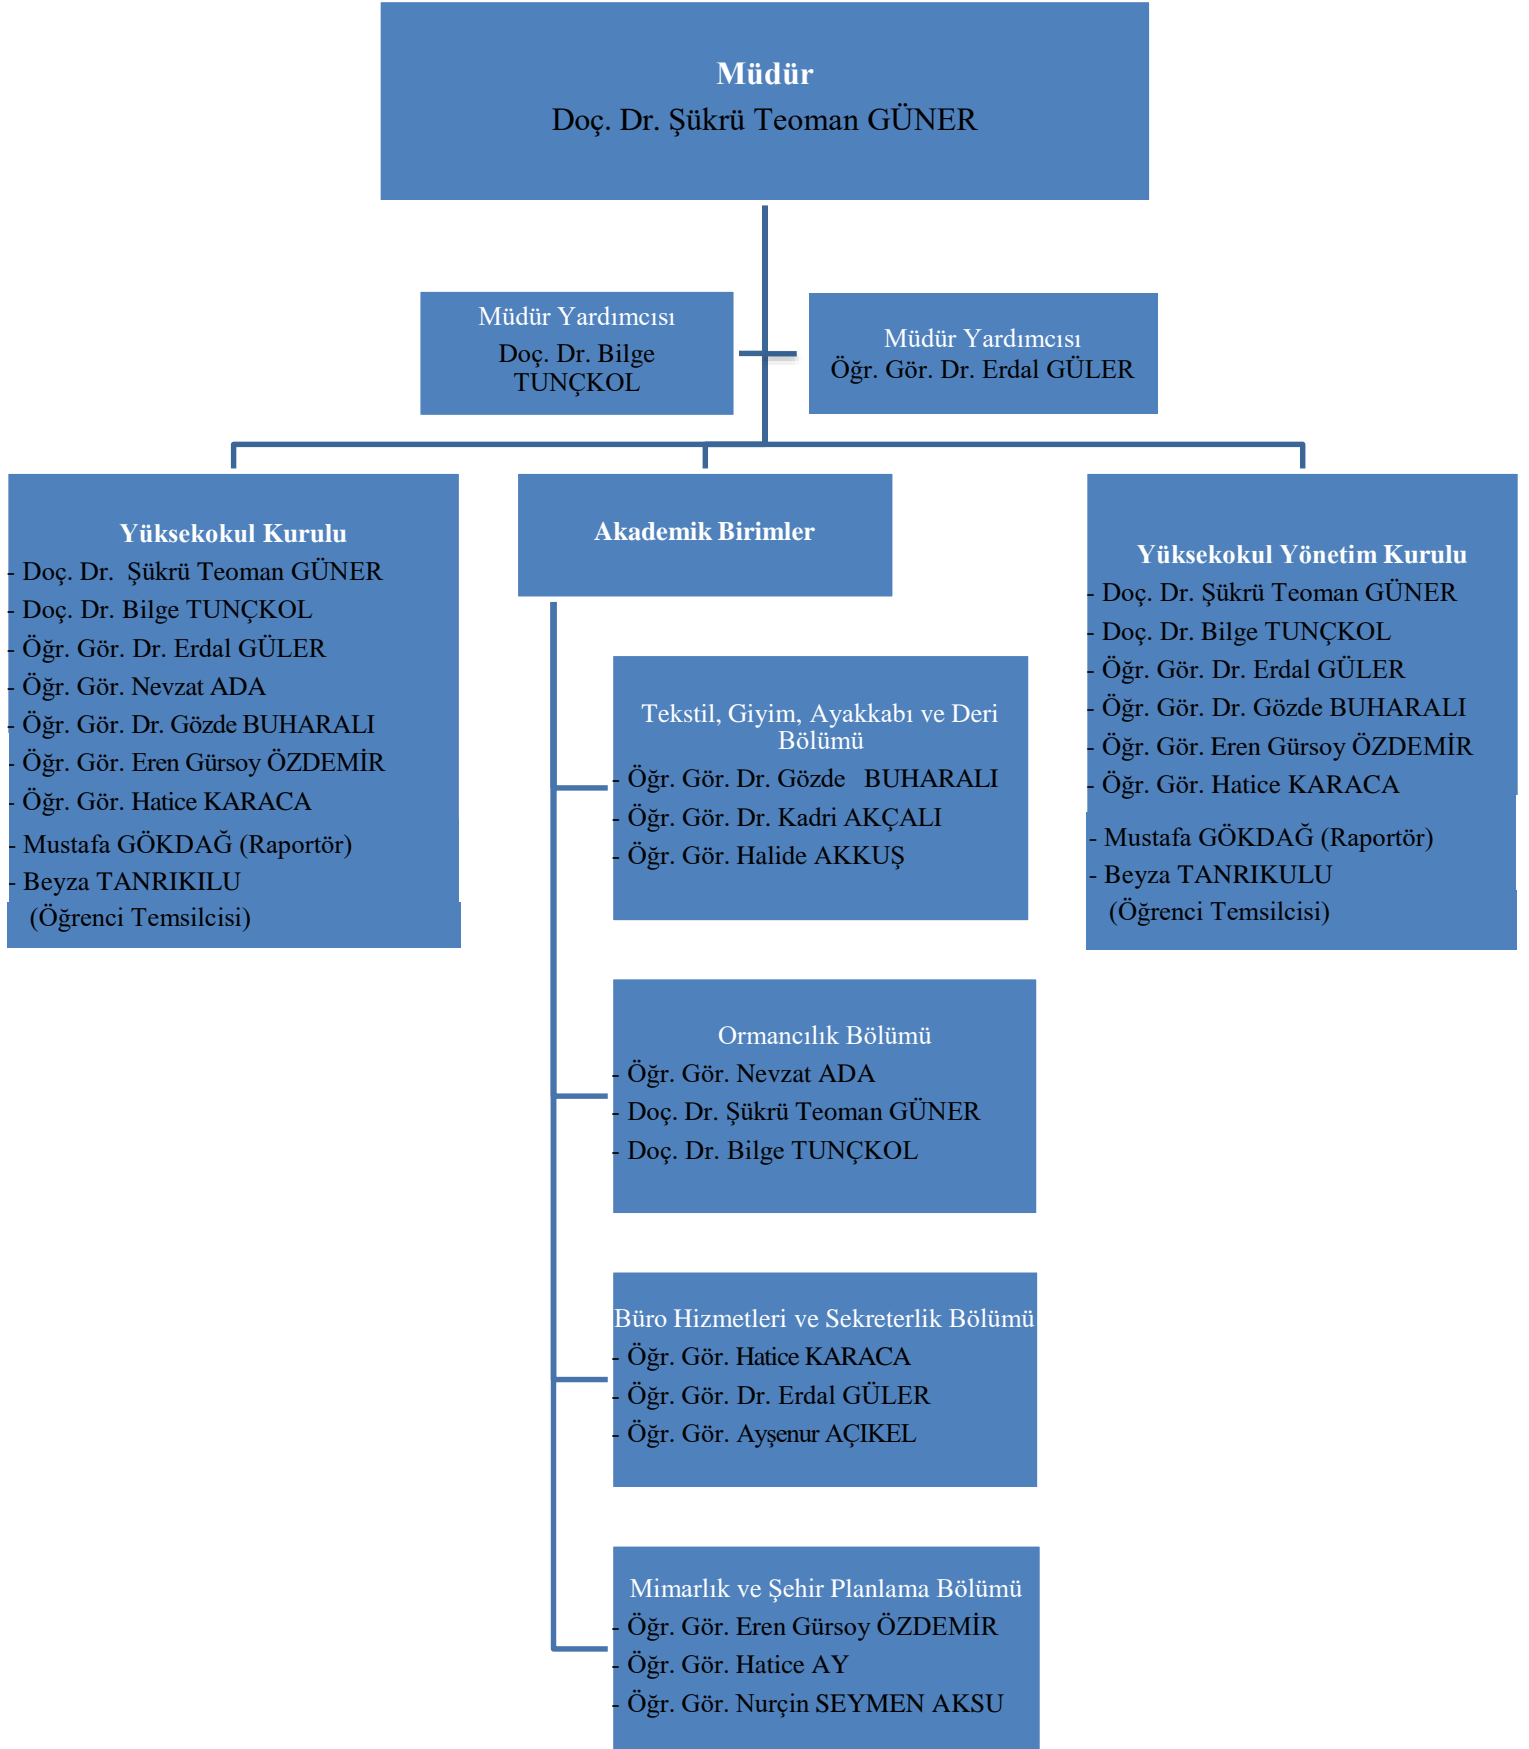 Müdür
Doç. Dr. Şükrü Teoman GÜNER
Müdür Yardımcısı
Doç. Dr. Bilge
TUNÇKOL
Müdür Yardımcısı
Öğr. Gör. Dr. Erdal GÜLER
Yüksekokul Kurulu
- Doç. Dr. Şükrü Teoman GÜNER
- Doç. Dr. Bilge TUNÇKOL
- Öğr. Gör. Dr. Erdal GÜLER
- Öğr. Gör. Nevzat ADA
- Öğr. Gör. Dr. Gözde BUHARALI
- Öğr. Gör. Eren Gürsoy ÖZDEMİR
- Öğr. Gör. Hatice KARACA
- Mustafa GÖKDAĞ (Raportör)
- Beyza TANRIKILU
(Öğrenci Temsilcisi)
Akademik Birimler
Tekstil, Giyim, Ayakkabı ve Deri
Bölümü
- Öğr. Gör. Dr. Gözde BUHARALI
- Öğr. Gör. Dr. Kadri AKÇALI
- Öğr. Gör. Halide AKKUŞ
Ormancılık Bölümü
- Öğr. Gör. Nevzat ADA
- Doç. Dr. Şükrü Teoman GÜNER
- Doç. Dr. Bilge TUNÇKOL
Büro Hizmetleri ve Sekreterlik Bölümü
- Öğr. Gör. Hatice KARACA
- Öğr. Gör. Dr. Erdal GÜLER
- Öğr. Gör. Ayşenur AÇIKEL
Mimarlık ve Şehir Planlama Bölümü
- Öğr. Gör. Eren Gürsoy ÖZDEMİR
- Öğr. Gör. Hatice AY
- Öğr. Gör. Nurçin SEYMEN AKSU
Yüksekokul Yönetim Kurulu
- Doç. Dr. Şükrü Teoman GÜNER
- Doç. Dr. Bilge TUNÇKOL
- Öğr. Gör. Dr. Erdal GÜLER
- Öğr. Gör. Dr. Gözde BUHARALI
- Öğr. Gör. Eren Gürsoy ÖZDEMİR
- Öğr. Gör. Hatice KARACA
- Mustafa GÖKDAĞ (Raportör)
- Beyza TANRIKULU
(Öğrenci Temsilcisi)